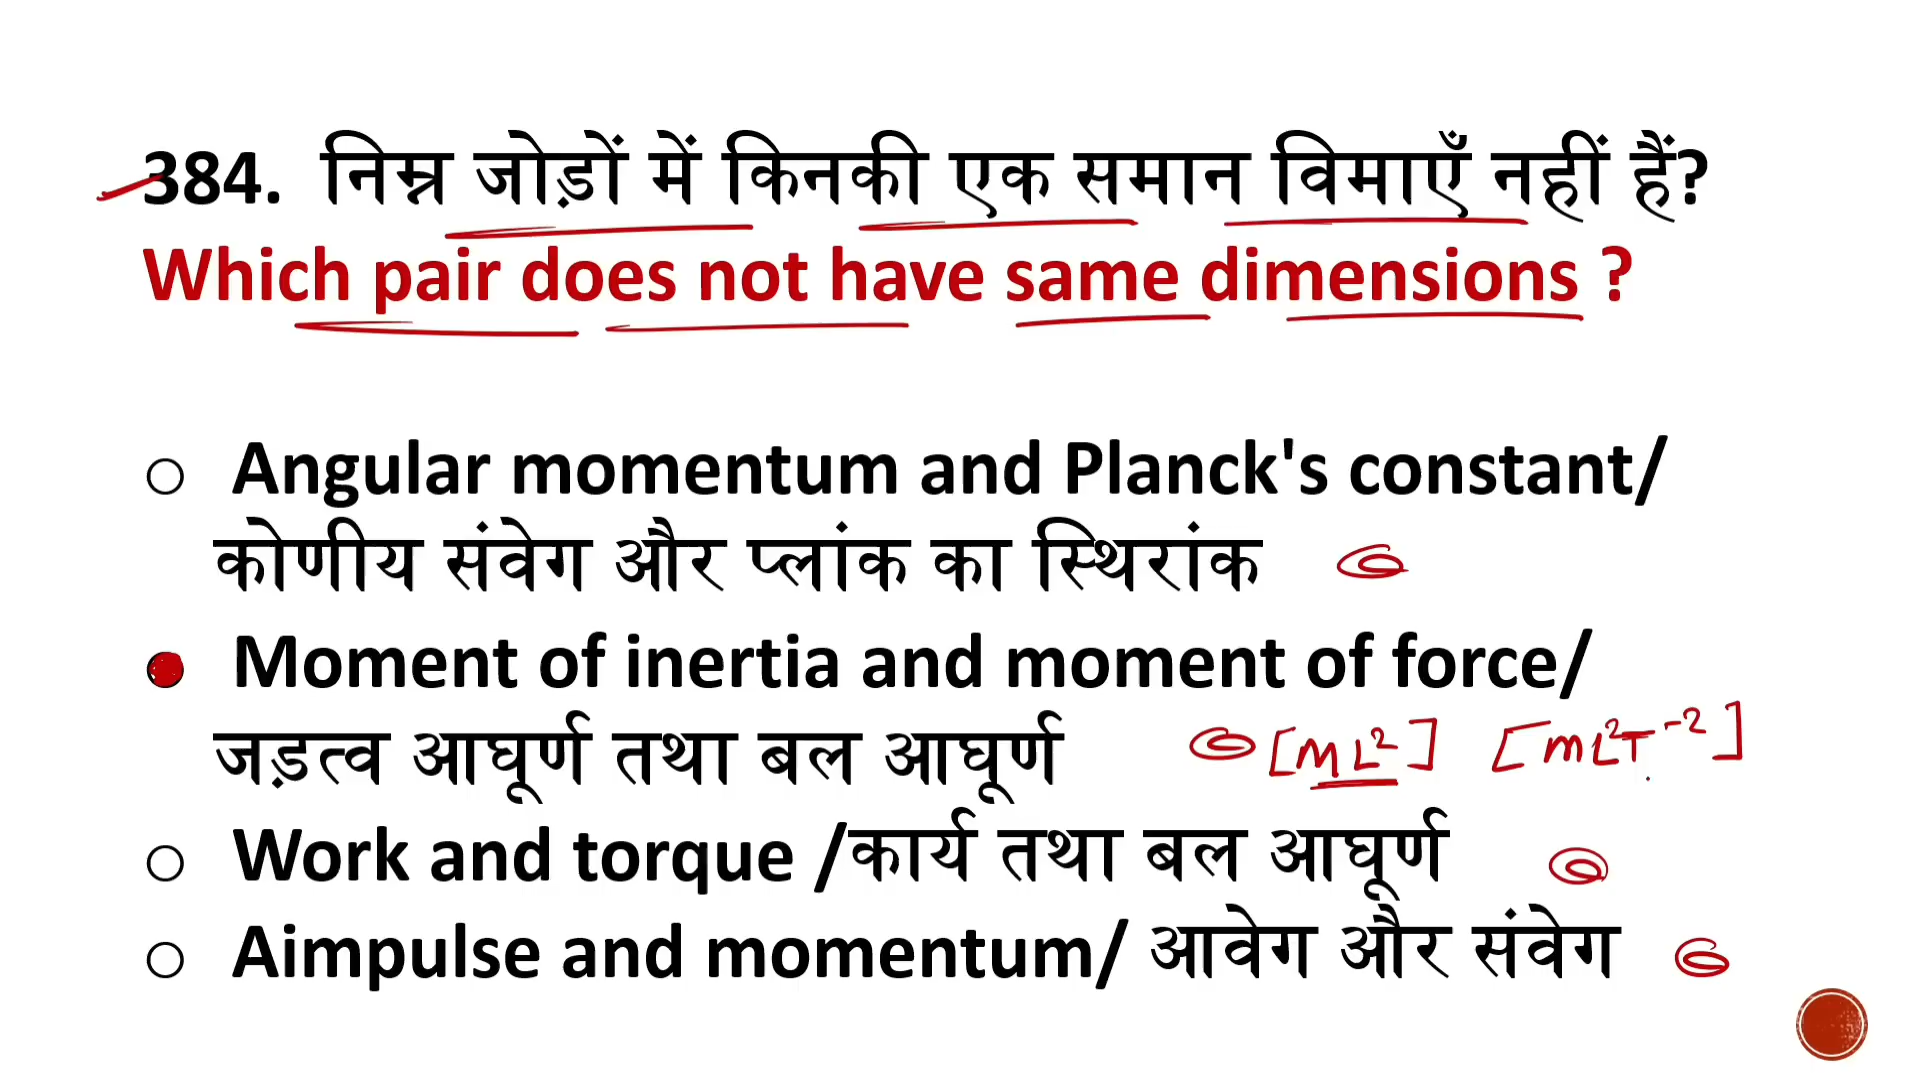 384. निम्न जोड़ों में किनकी एक समान विमाएँ नहीं हैं?
Which pair does not have same dimensions ?
Angular momentum and Planck's constant/
कोणीय संवेग और प्लांक का स्थिरांक
Moment of inertia and moment of force/
जड़त्व आघूर्ण तथा बल आघूर्ण [ML²] [ML²T⁻²]
Work and torque /कार्य तथा बल आघूर्ण
Aimpulse and momentum/ आवेग और संवेग